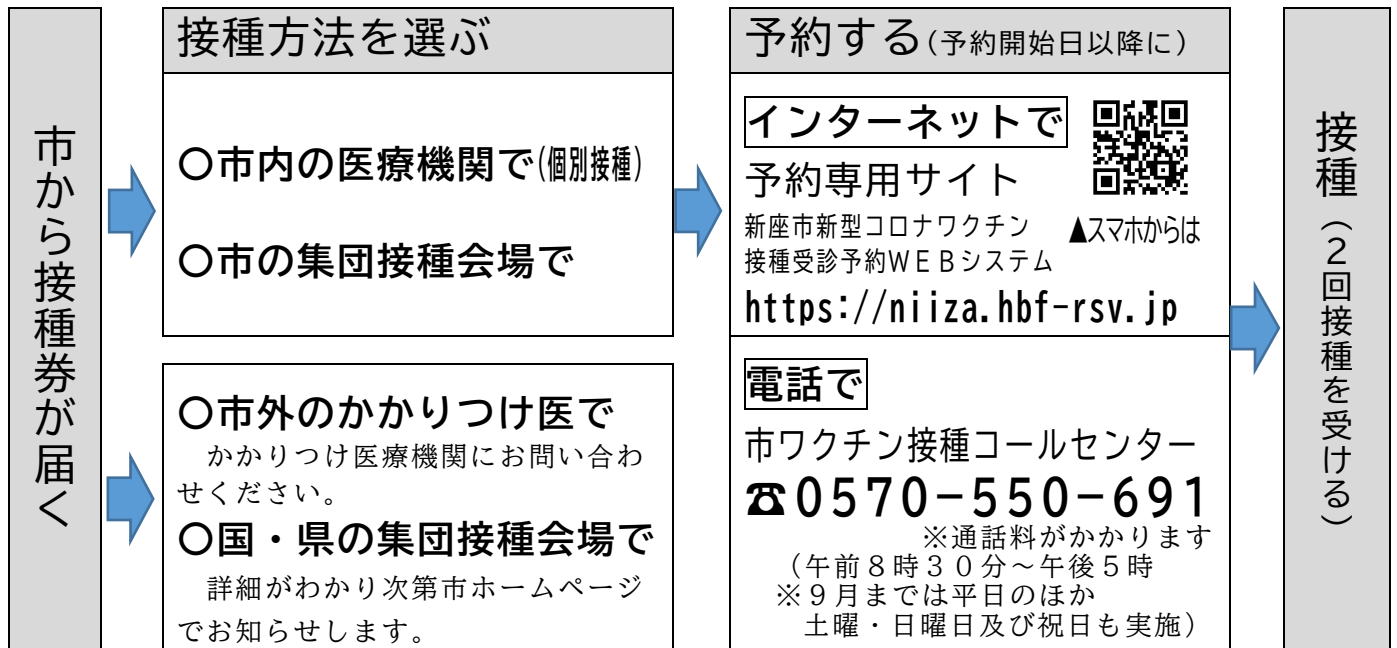 市から接種券が届く
接種方法を選ぶ
〇市内の医療機関で(個別接種)
〇市の集団接種会場で
〇市外のかかりつけ医で
かかりつけ医療機関にお問い合わ
せください。
〇国・県の集団接種会場で
詳細がわかり次第市ホームページ
でお知らせします。
予約する(予約開始日以降に)
インターネットで
予約専用サイト
新座市新型コロナワクチン
接種受診予約ＷＥＢシステム
▲スマホからは
https://niiza.hbf-rsv.jp
電話で
市ワクチン接種コールセンター
☎0570-550-691
※通話料がかかります
（午前８時３０分～午後５時
※９月までは平日のほか
土曜・日曜日及び祝日も実施）
接種（２回接種を受ける）